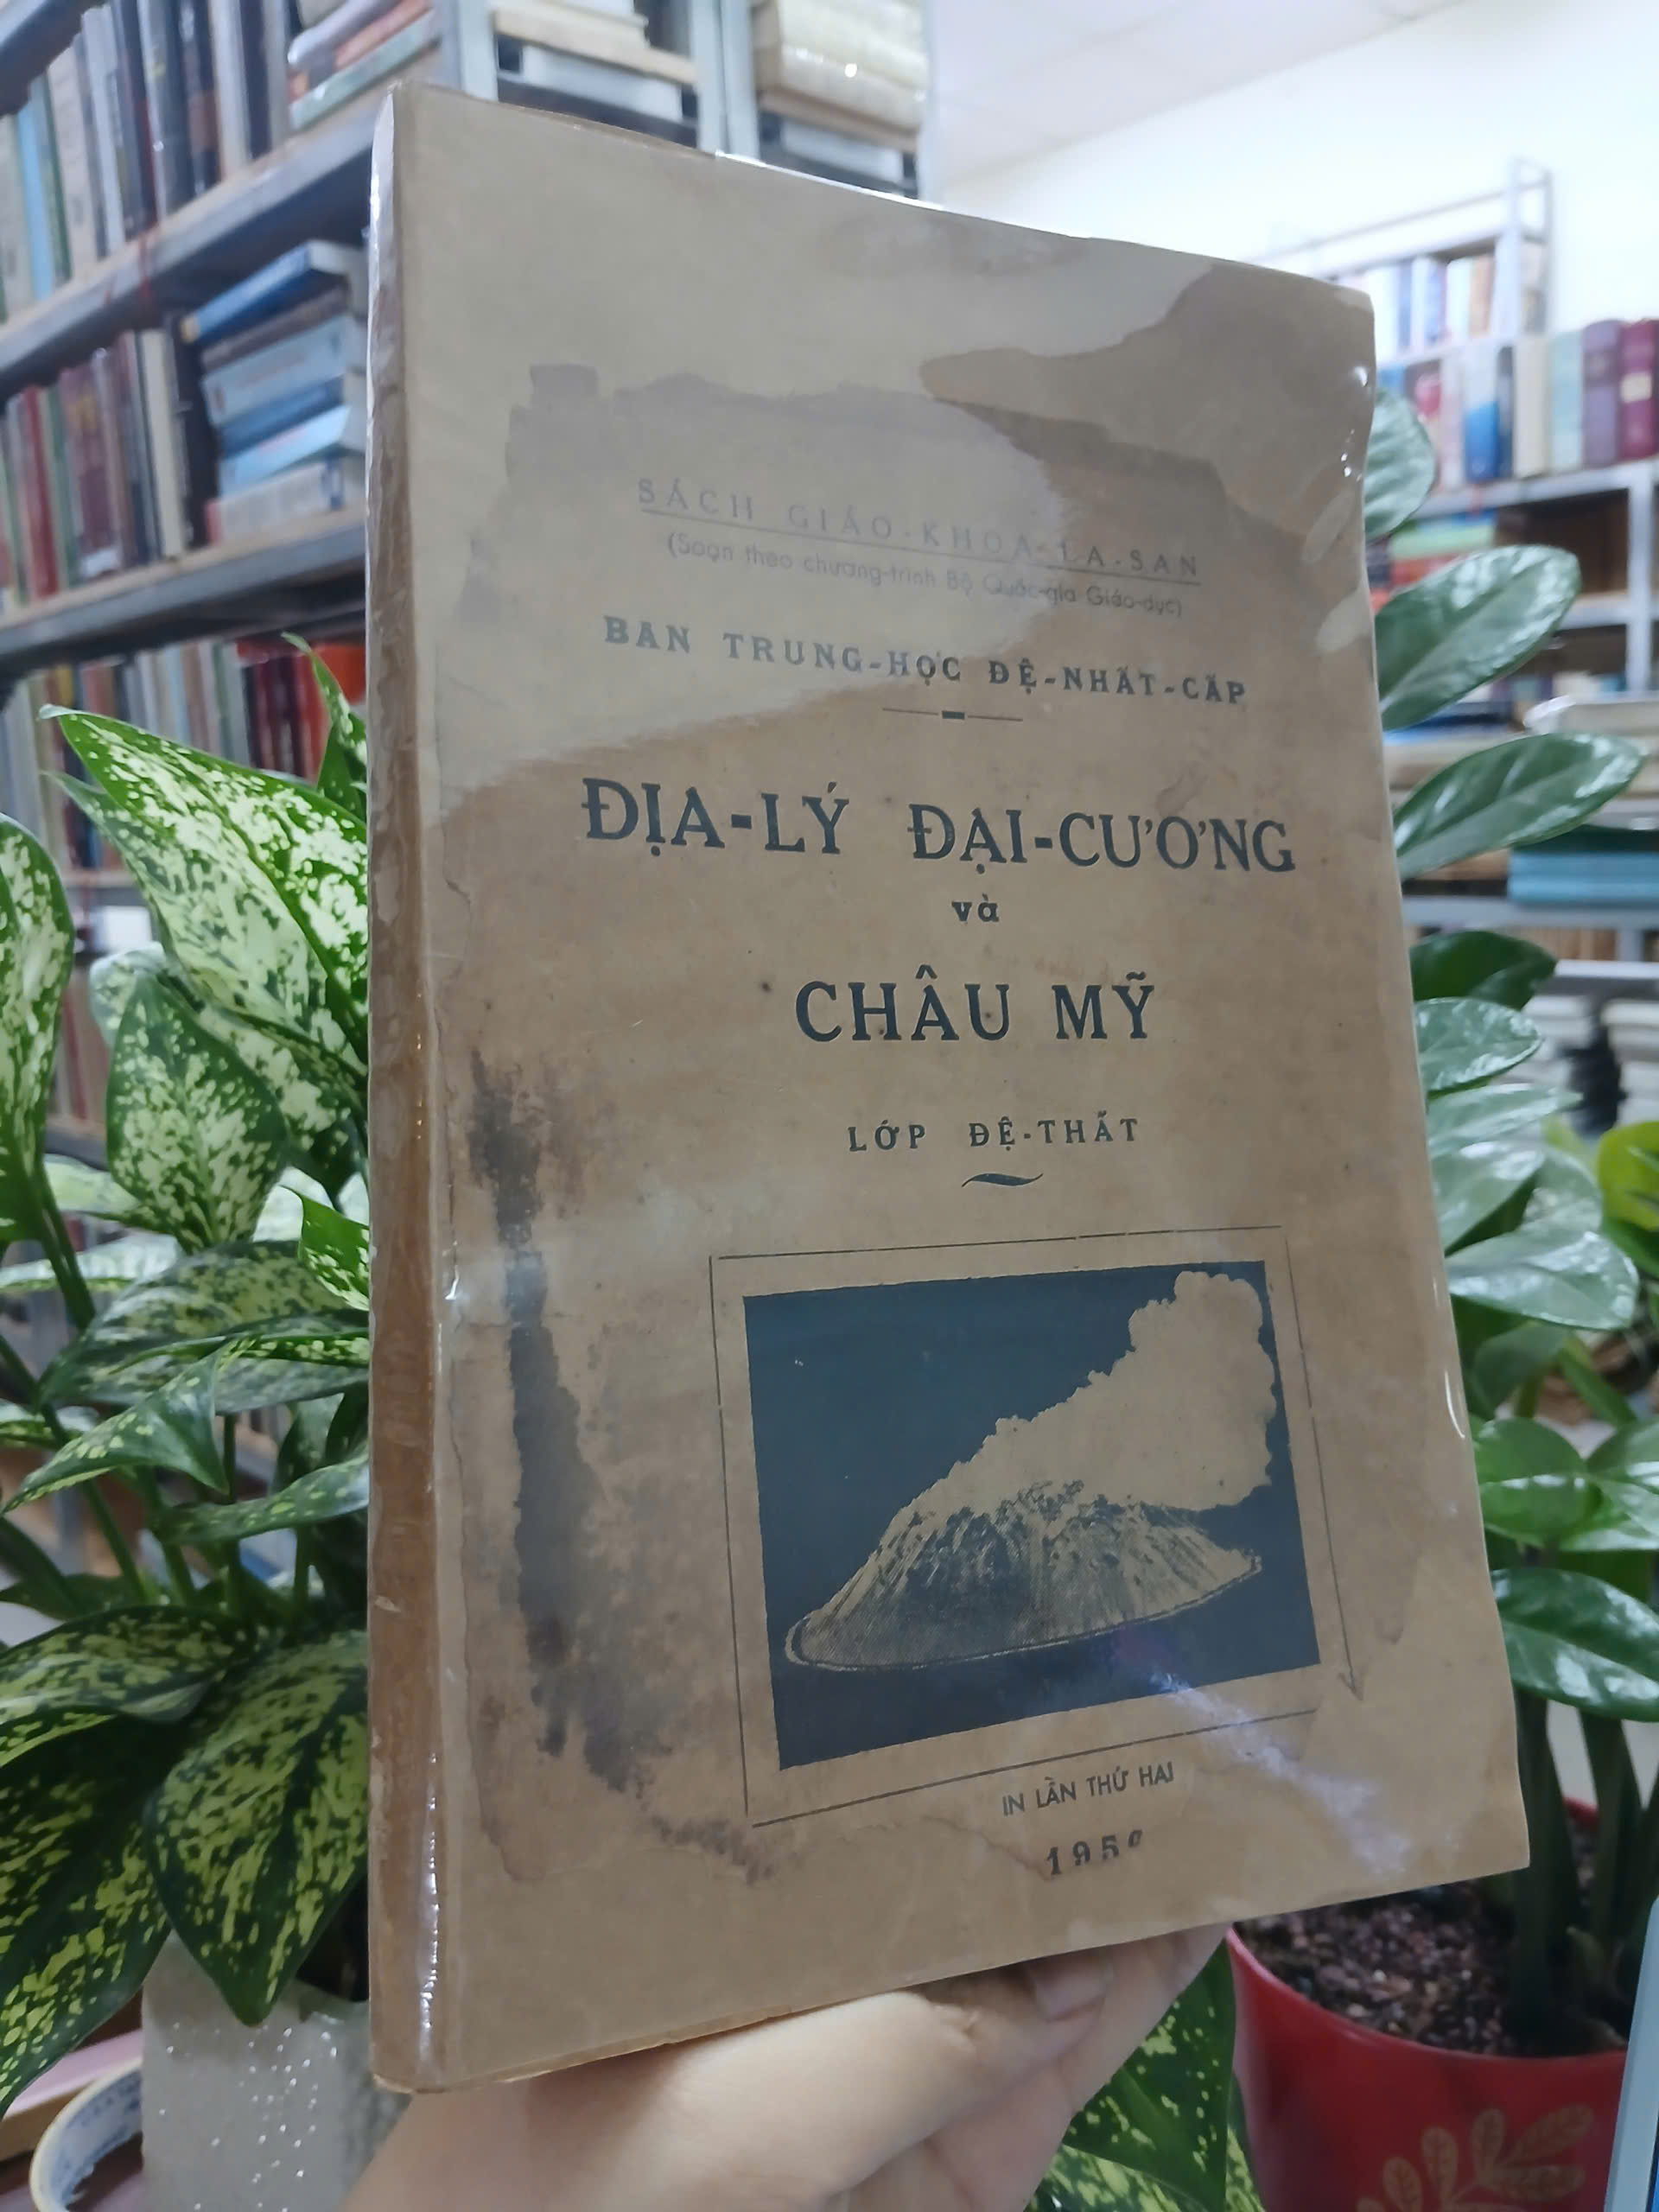 SÁCH GIÁO-KHOA-LA-SAN
(Soạn theo chương-trình Bộ Quốc-gia Giáo-dục)
BAN TRUNG-HỌC ĐỆ-NHẤT-CẤP
ĐỊA-LÝ ĐẠI-CƯƠNG
và
CHÂU MỸ
LỚP ĐỆ-THẤT
IN LẦN THỨ HAI
1950